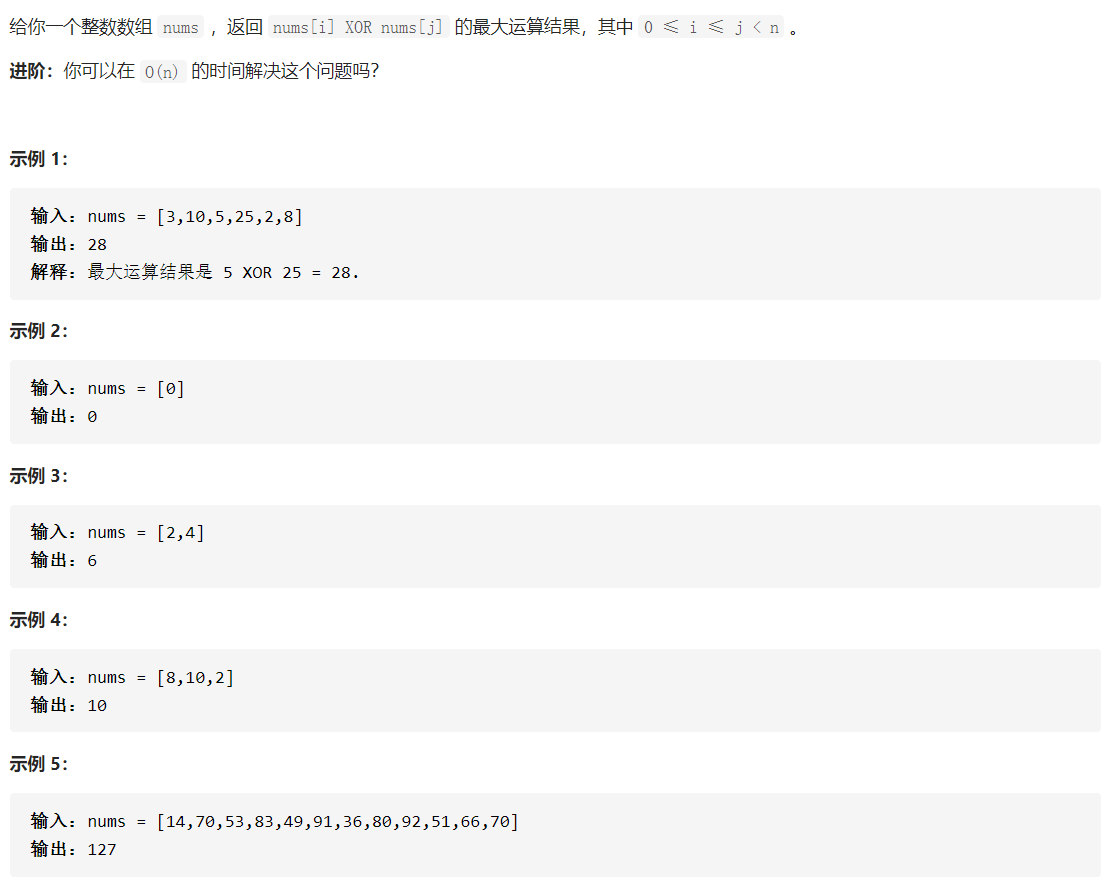 给你一个整数数组 nums ，返回 nums[i] XOR nums[j] 的最大运算结果，其中 0 ≤ i ≤ j < n 。
进阶：你可以在 O(n) 的时间解决这个问题吗？
示例 1：
输入：nums = [3,10,5,25,2,8]
输出：28
解释：最大运算结果是 5 XOR 25 = 28.
示例 2：
输入：nums = [0]
输出：0
示例 3：
输入：nums = [2,4]
输出：6
示例 4：
输入：nums = [8,10,2]
输出：10
示例 5：
输入：nums = [14,70,53,83,49,91,36,80,92,51,66,70]
输出：127